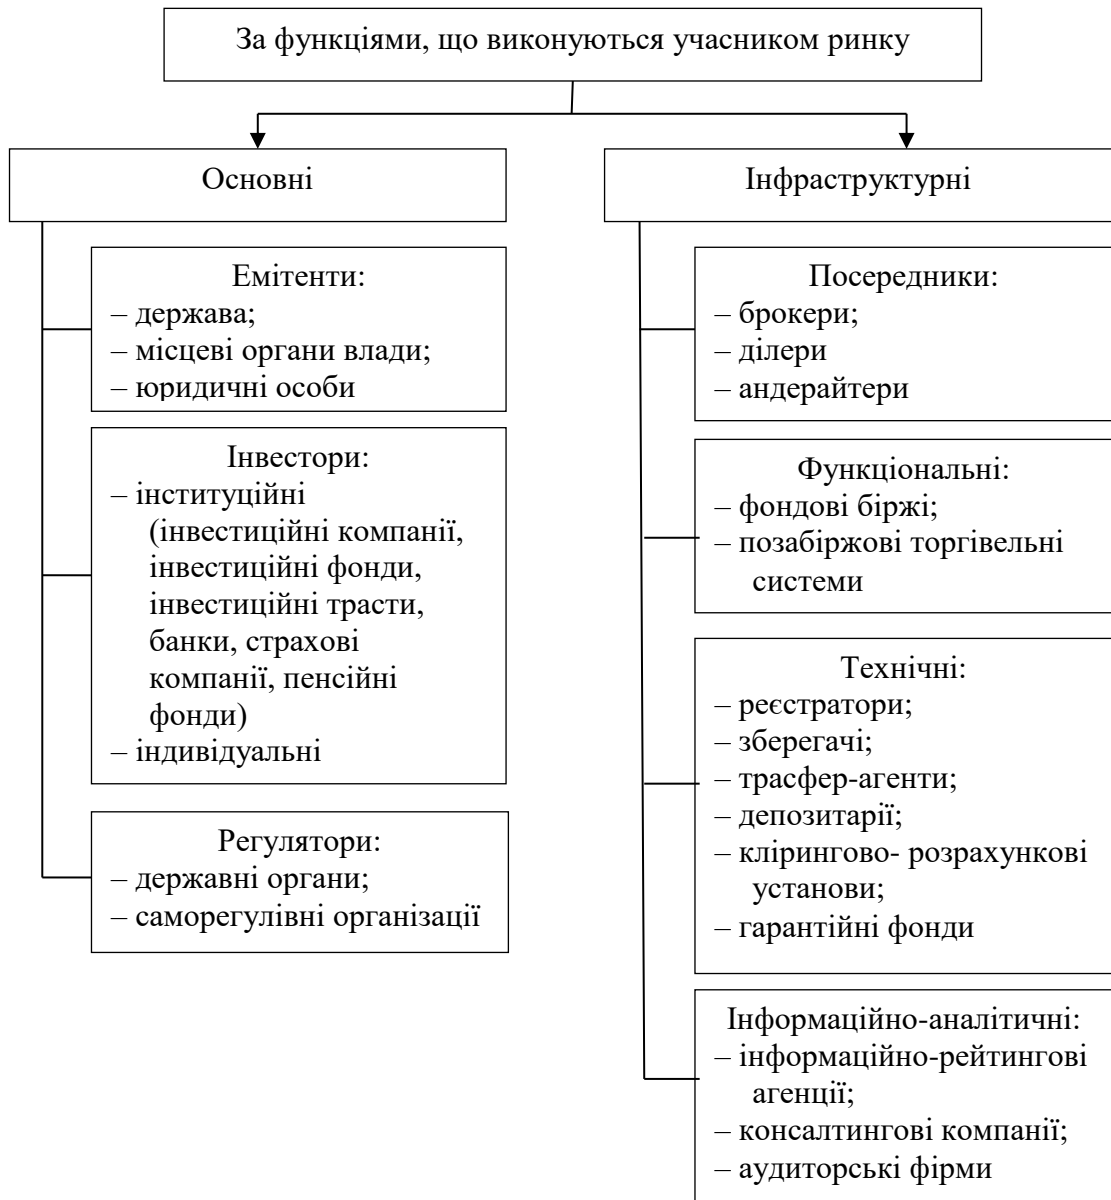 За функціями, що виконуються учасником ринку
Основні
Емітенти:
– держава;
– місцеві органи влади;
– юридичні особи
Інвестори:
– інституційні
(інвестиційні компанії,
інвестиційні фонди,
інвестиційні трасти,
банки, страхові
компанії, пенсійні
фонди)
– індивідуальні
Регулятори:
– державні органи;
– саморегулівні організації
Інфраструктурні
Посередники:
– брокери;
– ділери
– андерайтери
Функціональні:
– фондові біржі;
– позабіржові торгівельні
системи
Технічні:
– реєстратори;
– зберегачі;
– трасфер-агенти;
– депозитарії;
– клірингово- розрахункові
установи;
– гарантійні фонди
Інформаційно-аналітичні:
– інформаційно-рейтингові
агенції;
– консалтингові компанії;
– аудиторські фірми